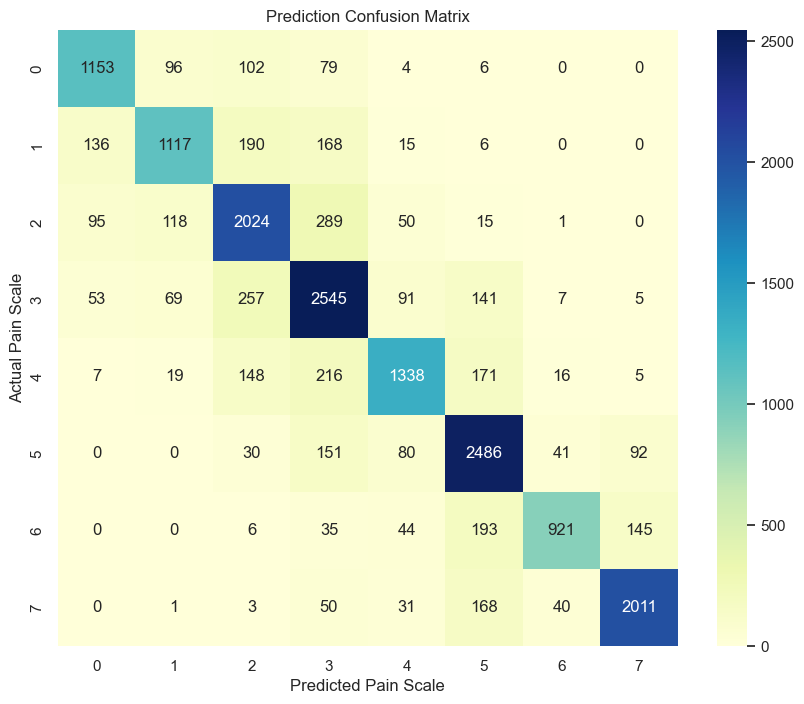 Prediction Confusion Matrix
Actual Pain Scale
0 1153 96 102 79 4 6 0 0
1 136 1117 190 168 15 6 0 0
2 95 118 2024 289 50 15 1 0
3 53 69 257 2545 91 141 7 5
4 7 19 148 216 1338 171 16 5
5 0 0 30 151 80 2486 41 92
6 0 0 6 35 44 193 921 145
7 0 1 3 50 31 168 40 2011
0 1 2 3 4 5 6 7
Predicted Pain Scale
2500
2000
1500
1000
500
0